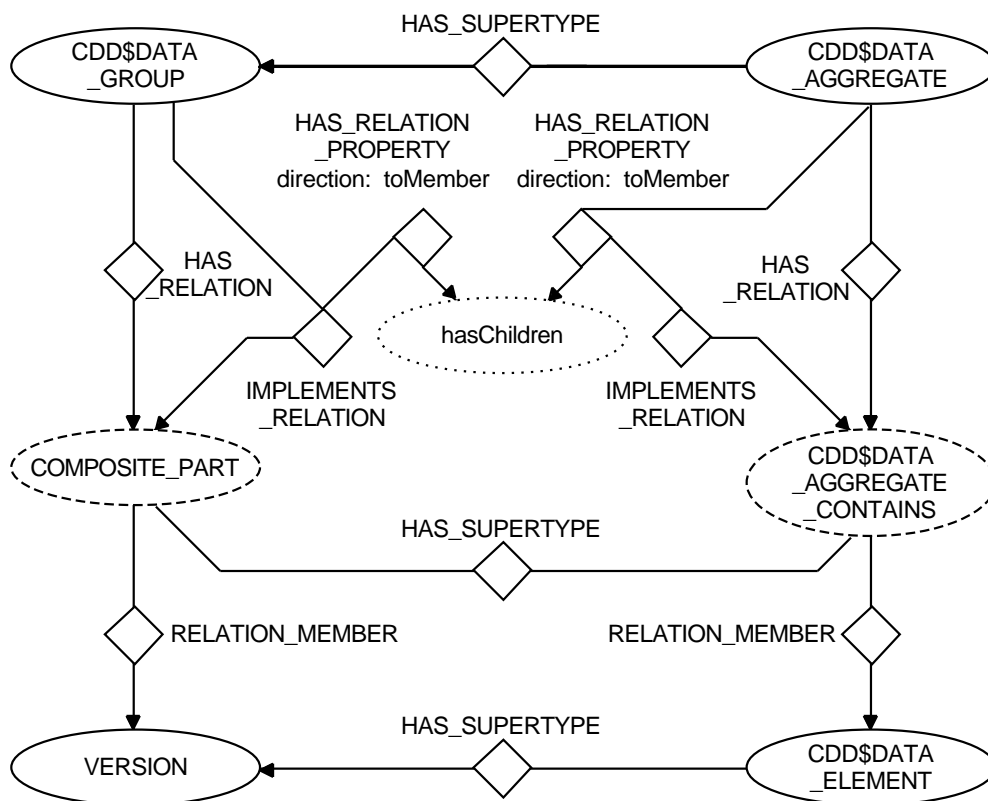 HAS_SUPERTYPE
CDD$DATA
_GROUP
CDD$DATA
_AGGREGATE
HAS_RELATION
_PROPERTY
direction:  toMember
HAS_RELATION
_PROPERTY
direction:  toMember
HAS
_RELATION
HAS
_RELATION
hasChildren
IMPLEMENTS
_RELATION
IMPLEMENTS
_RELATION
COMPOSITE_PART
CDD$DATA
_AGGREGATE
_CONTAINS
HAS_SUPERTYPE
RELATION_MEMBER
RELATION_MEMBER
HAS_SUPERTYPE
VERSION
CDD$DATA
_ELEMENT